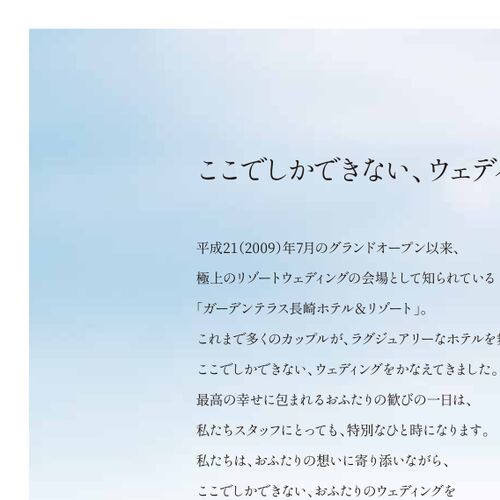 ここでしかできない、ウェデ
平成21（2009）年7月のグランドオープン以来、
極上のリゾートウェディングの会場として知られている
「ガーデンテラス長崎ホテル＆リゾート」。
これまで多くのカップルが、ラグジュアリーなホテルを
ここでしかできない、ウェディングをかなえてきました。
最高の幸せに包まれるおふたりの歓びの一日は、
私たちスタッフにとっても、特別なひと時になります。
私たちは、おふたりの想いに寄り添いながら、
ここでしかできない、おふたりのウェディングを